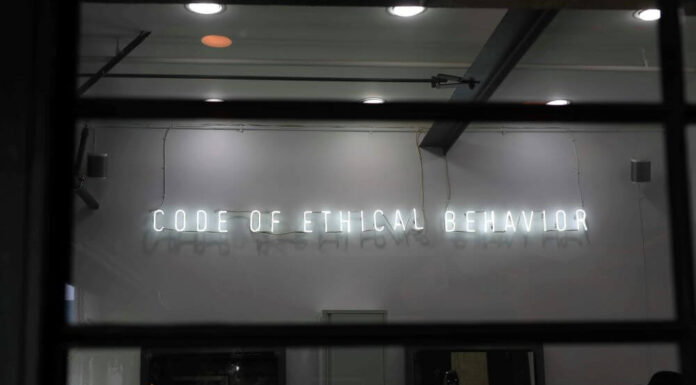 CODE OF ETHICAL BEHAVIOR